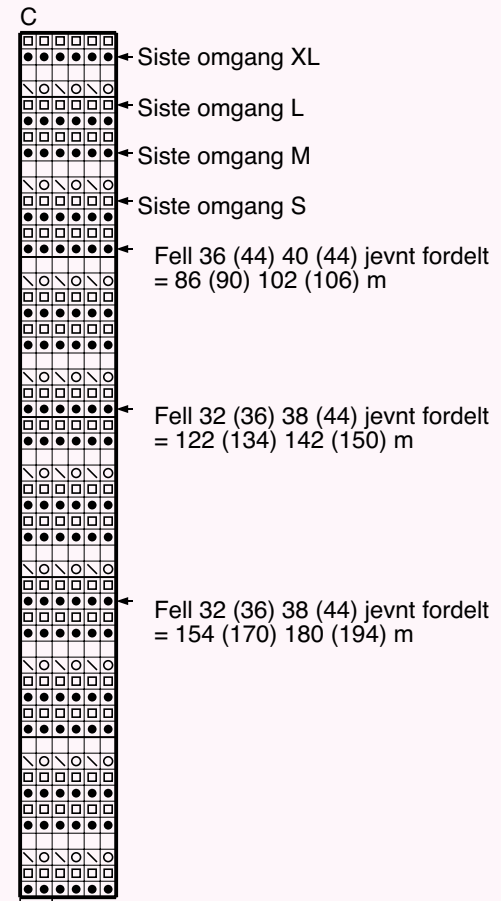 C
Siste omgang XL
Siste omgang L
Siste omgang M
Siste omgang S
Fell 36 (44) 40 (44) jevnt fordelt
= 86 (90) 102 (106) m
Fell 32 (36) 38 (44) jevnt fordelt
= 122 (134) 142 (150) m
Fell 32 (36) 38 (44) jevnt fordelt
= 154 (170) 180 (194) m